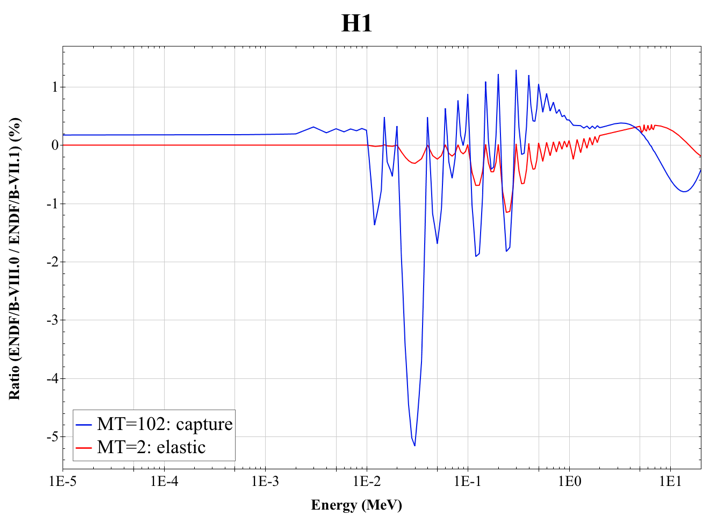 H1
Ratio (ENDF/B-VIII.0 / ENDF/B-VII.1) (%)
1
0
-1
-2
-3
-4
-5
MT=102: capture
MT=2: elastic
1E-5 1E-4 1E-3 1E-2 1E-1 1E0 1E1
Energy (MeV)